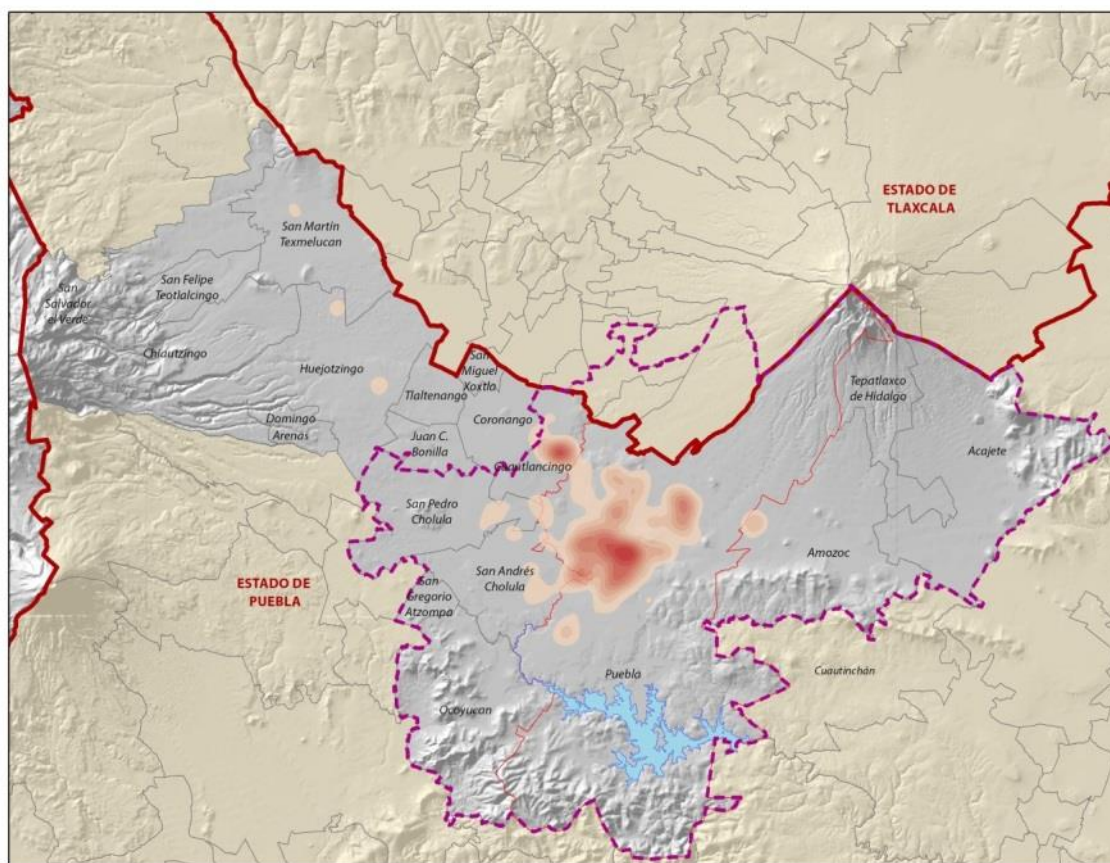 ESTADO DE
TLAXCALA
San Martín
Texmelucan
San Felipe
Teotlalcingo
San
Salvador
el Verde
Chiautzingo
Huejotzingo
San
Miguel
Xoxtla
Tlaltenango
Tepatlaxco
de Hidalgo
Domingo
Arenas
Coronango
Juan C.
Bonilla
Acajete
Cuautlancingo
San Pedro
Cholula
Amozoc
ESTADO DE
PUEBLA
San Andrés
Cholula
San
Gregorio
Atzompa
Puebla
Cuautinchán
Ocoyucan